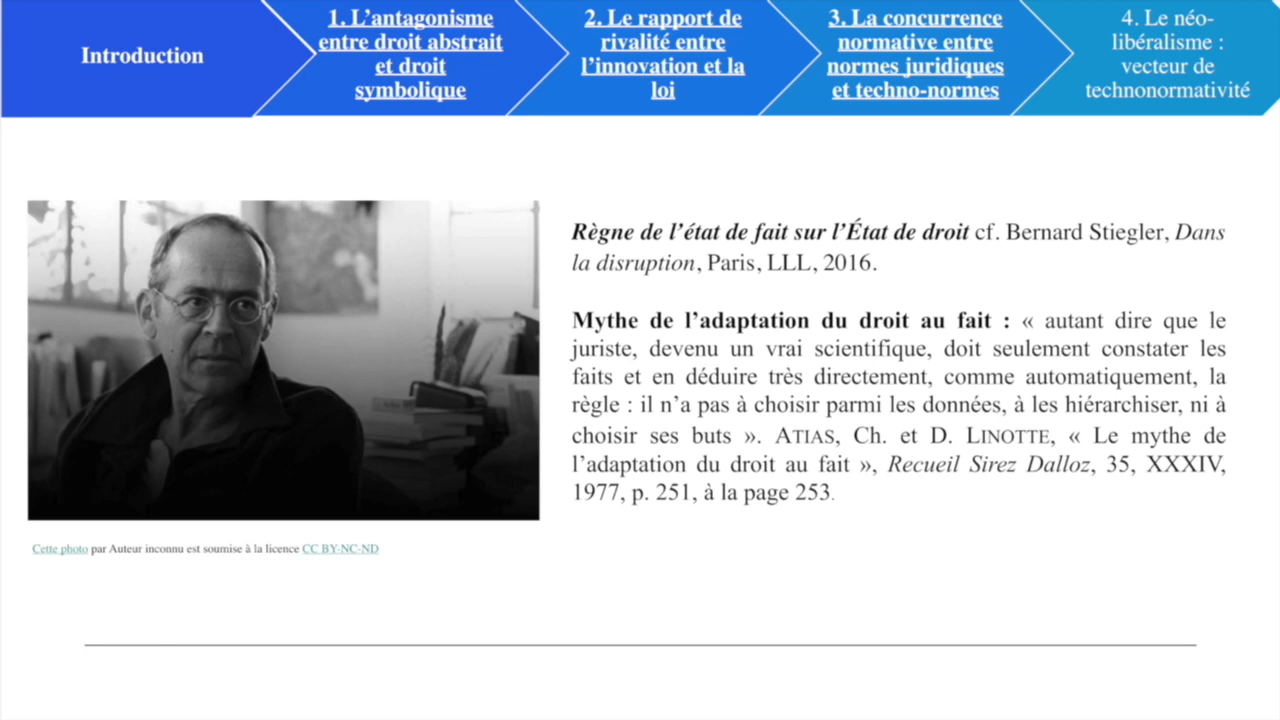 Introduction
1. L’antagonisme
entre droit abstrait
et droit
symbolique
2. Le rapport de
rivalité entre
l’innovation et la
loi
3. La concurrence
normative entre
normes juridiques
et techno-normes
4. Le néo-
libéralisme :
vecteur de
technonormativité
Règne de l’état de fait sur l’État de droit cf. Bernard Stiegler, Dans
la disruption, Paris, LLL, 2016.
Mythe de l’adaptation du droit au fait : « autant dire que le
juriste, devenu un vrai scientifique, doit seulement constater les
faits et en déduire très directement, comme automatiquement, la
règle : il n’a pas à choisir parmi les données, à les hiérarchiser, ni à
choisir ses buts ». ATIAS, Ch. et D. LINOTTE, « Le mythe de
l’adaptation du droit au fait », Recueil Sirez Dalloz, 35, XXXIV,
1977, p. 251, à la page 253.
Cette photo par Auteur inconnu est soumise à la licence CC BY-NC-ND